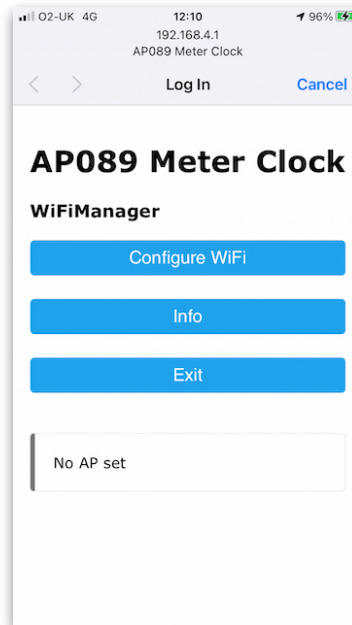 O2-UK 4G 12:10 96%
192.168.4.1
AP089 Meter Clock
Log In Cancel
AP089 Meter Clock
WiFiManager
Configure WiFi
Info
Exit
No AP set